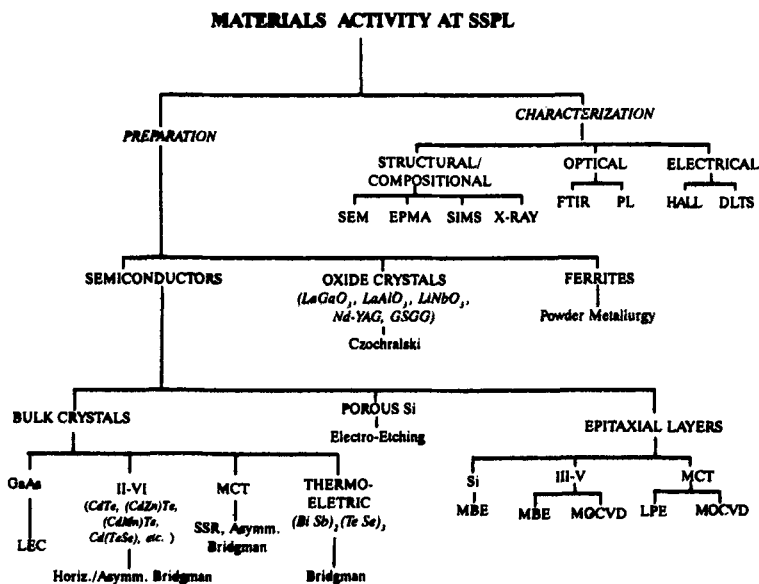 MATERIALS ACTIVITY AT SSPL
CHARACTERIZATION
PREPARATION
STRUCTURAL/
COMPOSITIONAL
OPTICAL
ELECTRICAL
SEM EPMA SIMS X-RAY
FTIR PL
HALL DLTS
SEMICONDUCTORS
OXIDE CRYSTALS
(LaGaO₃, LaAlO₃, LiNbO₃,
Nd-YAG, GSGG)
Czochralski
FERRITES
Powder Metallurgy
BULK CRYSTALS
POROUS Si
Electro-Etching
EPITAXIAL LAYERS
GaAs
LEC
II-VI
(CdTe, (CdZn)Te,
(CdMn)Te,
Cd(TeSe), etc. )
Horiz./Asymm. Bridgman
MCT
SSR, Asymm.
Bridgman
THERMO-
ELETRIC
(Bi Sb)₂(Te Se)₃
Bridgman
Si
MBE
III-V
MBE MOCVD
MCT
LPE MOCVD